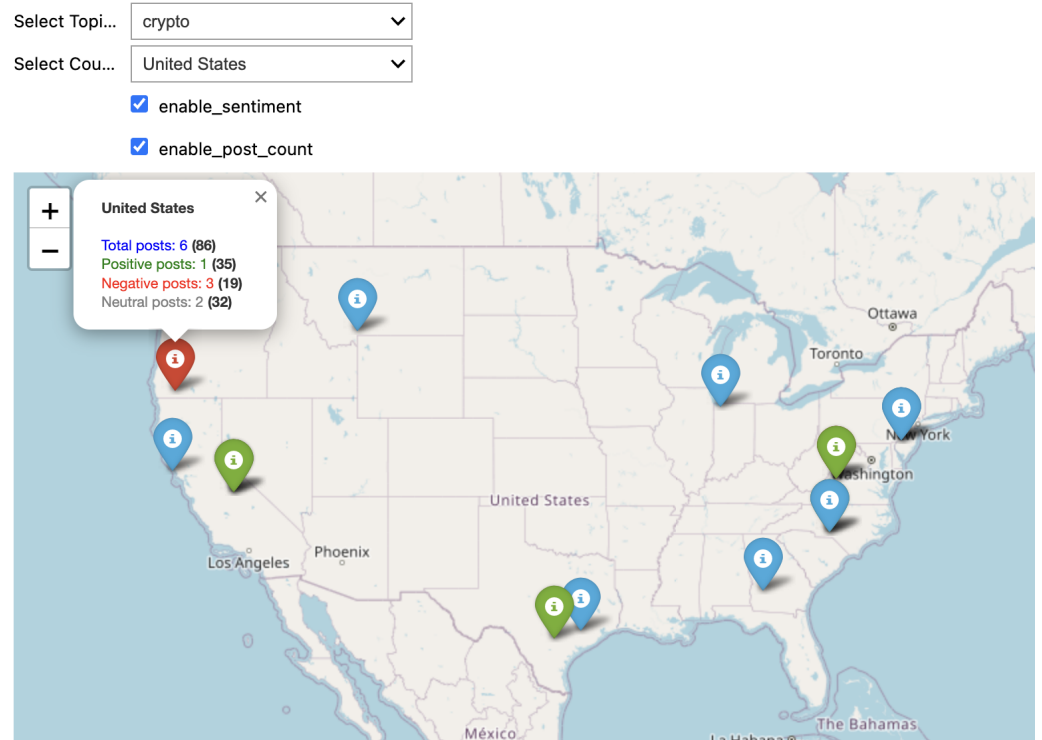 Select Topi...
crypto
Select Cou...
United States
enable_sentiment
enable_post_count
+
−
×
United States
Total posts: 6 (86)
Positive posts: 1 (35)
Negative posts: 3 (19)
Neutral posts: 2 (32)
Ottawa
Toronto
New York
ashington
United States
Phoenix
Los Angeles
México
The Bahamas